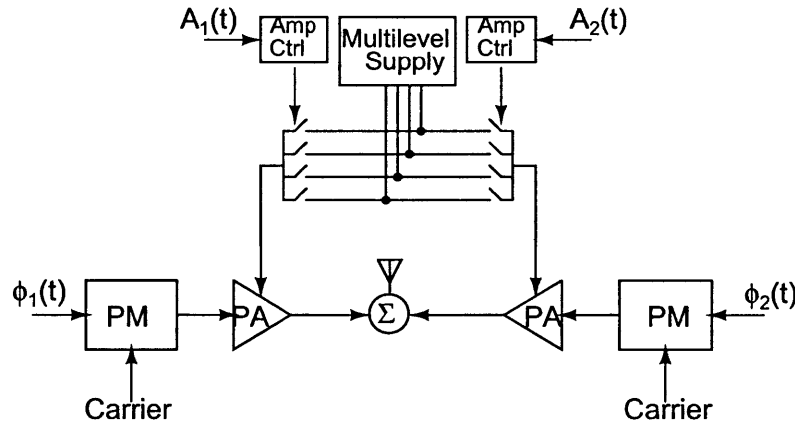 A₁(t)
Amp
Ctrl
Multilevel
Supply
Amp
Ctrl
A₂(t)
ϕ₁(t)
PM
PA
Σ
PA
PM
ϕ₂(t)
Carrier
Carrier